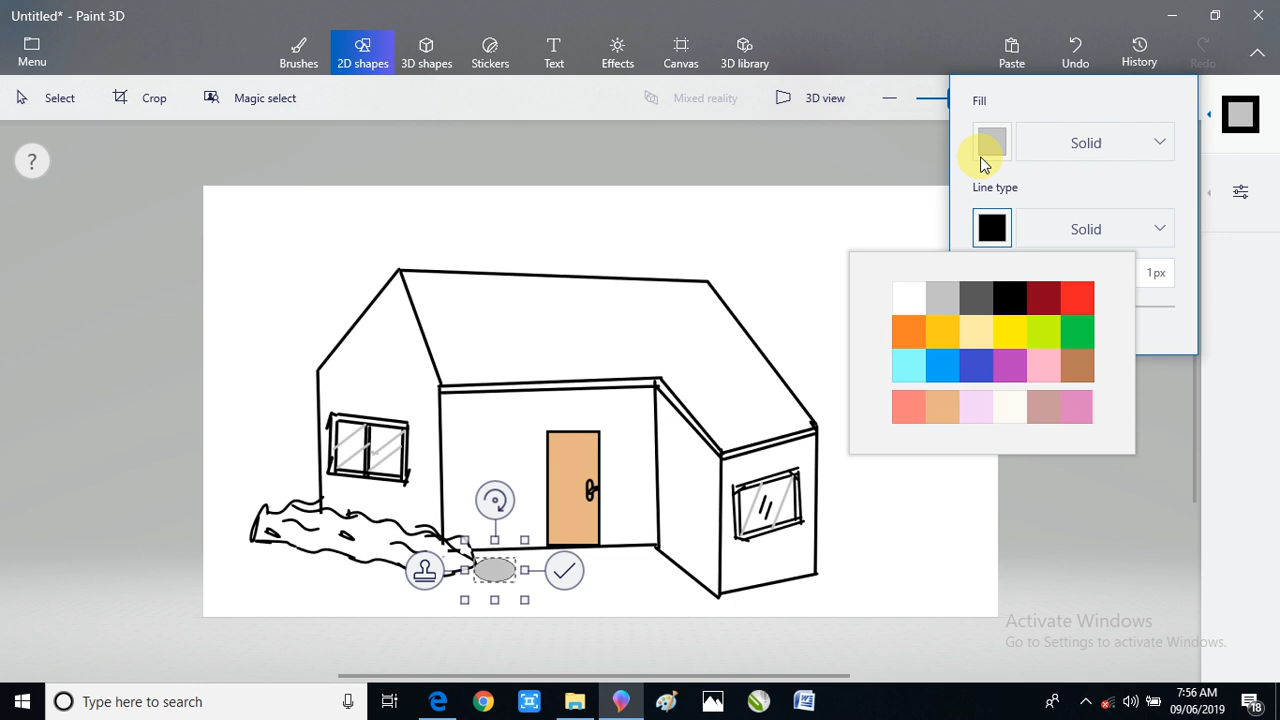 Untitled* - Paint 3D
Menu
Brushes
2D shapes
3D shapes
Stickers
Text
Effects
Canvas
3D library
Paste
Undo
History
Redo
Select
Crop
Magic select
Mixed reality
3D view
?
Fill
Solid
Line type
Solid
1px
Activate Windows
Go to Settings to activate Windows.
Type here to search
7:56 AM
09/06/2019
18